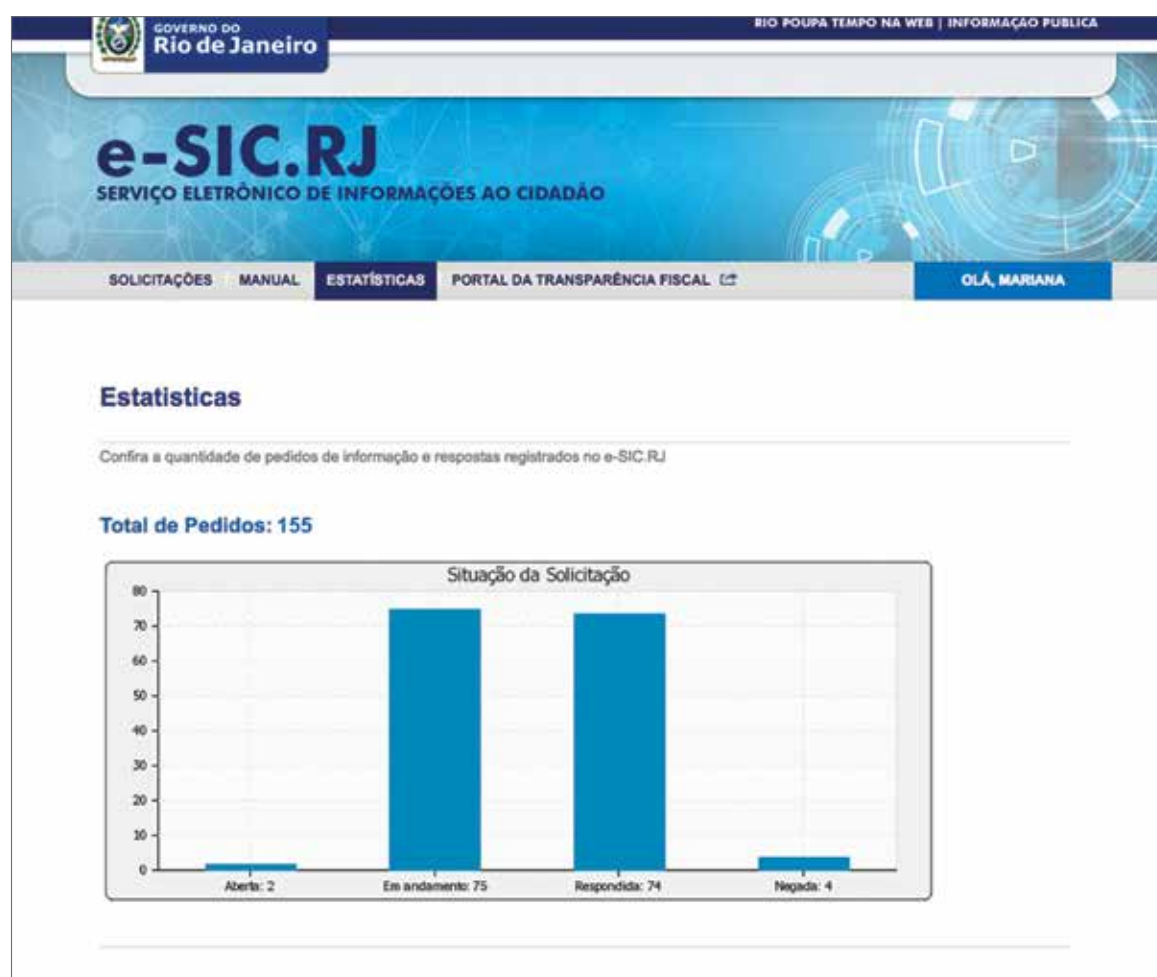 GOVERNO DO
Rio de Janeiro
RIO POUPA TEMPO NA WEB | INFORMAÇÃO PÚBLICA
e-SIC.RJ
SERVIÇO ELETRÔNICO DE INFORMAÇÕES AO CIDADÃO
SOLICITAÇÕES MANUAL ESTATÍSTICAS PORTAL DA TRANSPARÊNCIA FISCAL OLÁ, MARIANA
Estatisticas
Confira a quantidade de pedidos de informação e respostas registrados no e-SIC.RJ
Total de Pedidos: 155
Situação da Solicitação
80
70
60
50
40
30
20
10
0
Aberta: 2 Em andamento: 75 Respondida: 74 Negada: 4